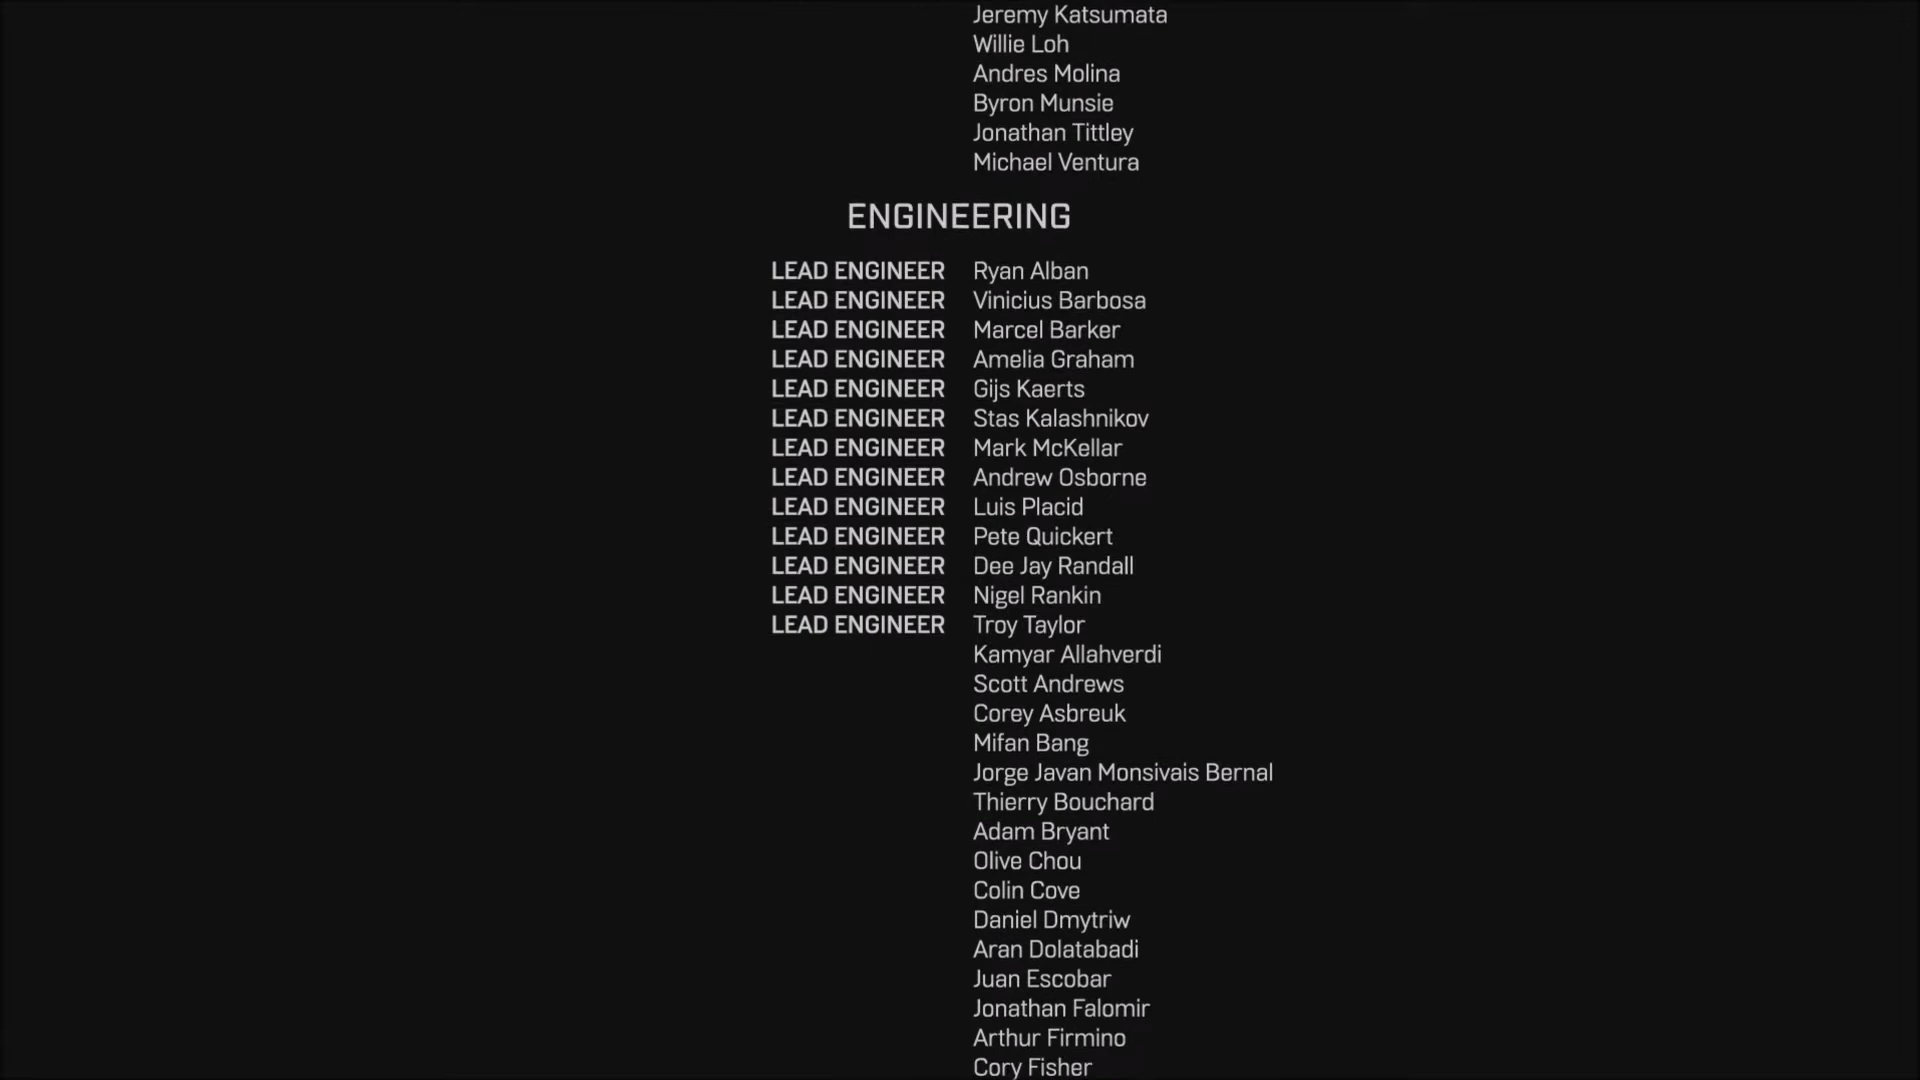 Jeremy Katsumata
Willie Loh
Andres Molina
Byron Munsie
Jonathan Tittley
Michael Ventura
ENGINEERING
LEAD ENGINEER Ryan Alban
LEAD ENGINEER Vinicius Barbosa
LEAD ENGINEER Marcel Barker
LEAD ENGINEER Amelia Graham
LEAD ENGINEER Gijs Kaerts
LEAD ENGINEER Stas Kalashnikov
LEAD ENGINEER Mark McKellar
LEAD ENGINEER Andrew Osborne
LEAD ENGINEER Luis Placid
LEAD ENGINEER Pete Quickert
LEAD ENGINEER Dee Jay Randall
LEAD ENGINEER Nigel Rankin
LEAD ENGINEER Troy Taylor
Kamyar Allahverdi
Scott Andrews
Corey Asbreuk
Mifan Bang
Jorge Javan Monsivais Bernal
Thierry Bouchard
Adam Bryant
Olive Chou
Colin Cove
Daniel Dmytriw
Aran Dolatabadi
Juan Escobar
Jonathan Falomir
Arthur Firmino
Cory Fisher